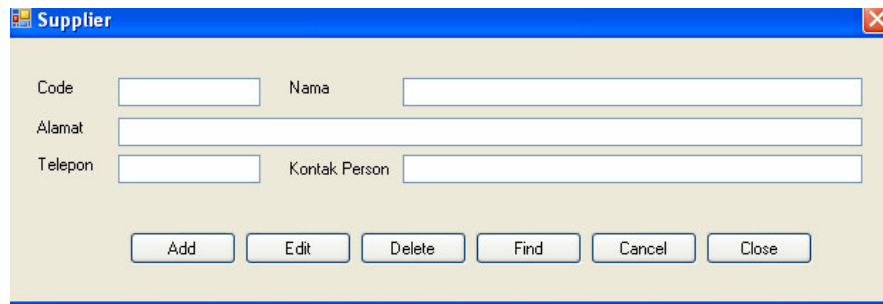 Supplier
Code Nama
Alamat
Telepon Kontak Person
Add Edit Delete Find Cancel Close